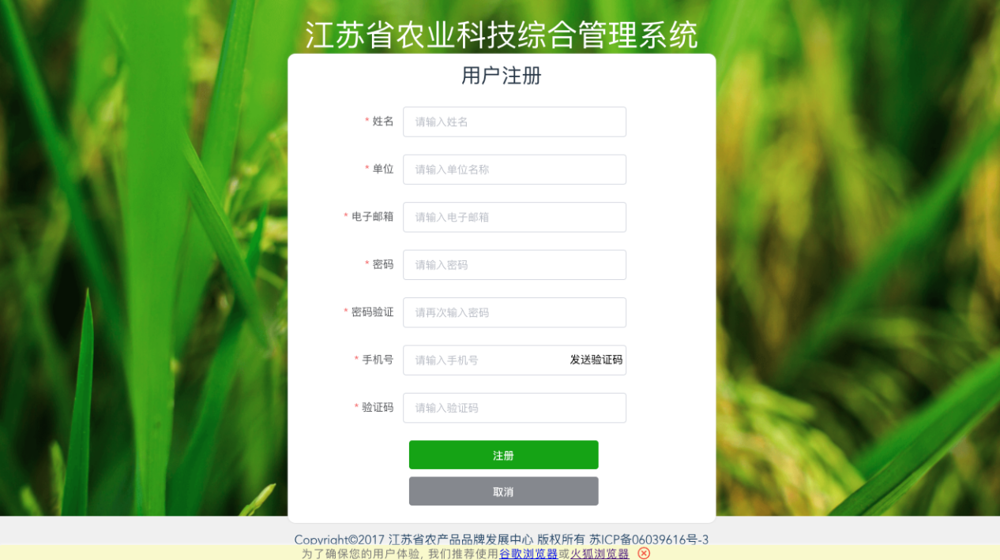 江苏省农业科技综合管理系统
用户注册
* 姓名 请输入姓名
* 单位 请输入单位名称
* 电子邮箱 请输入电子邮箱
* 密码 请输入密码
* 密码验证 请再次输入密码
* 手机号 请输入手机号 发送验证码
* 验证码 请输入验证码
注册
取消
Copyright©2017 江苏省农产品品牌发展中心 版权所有 苏ICP备06039616号-3
为了确保您的用户体验, 我们推荐使用谷歌浏览器或火狐浏览器